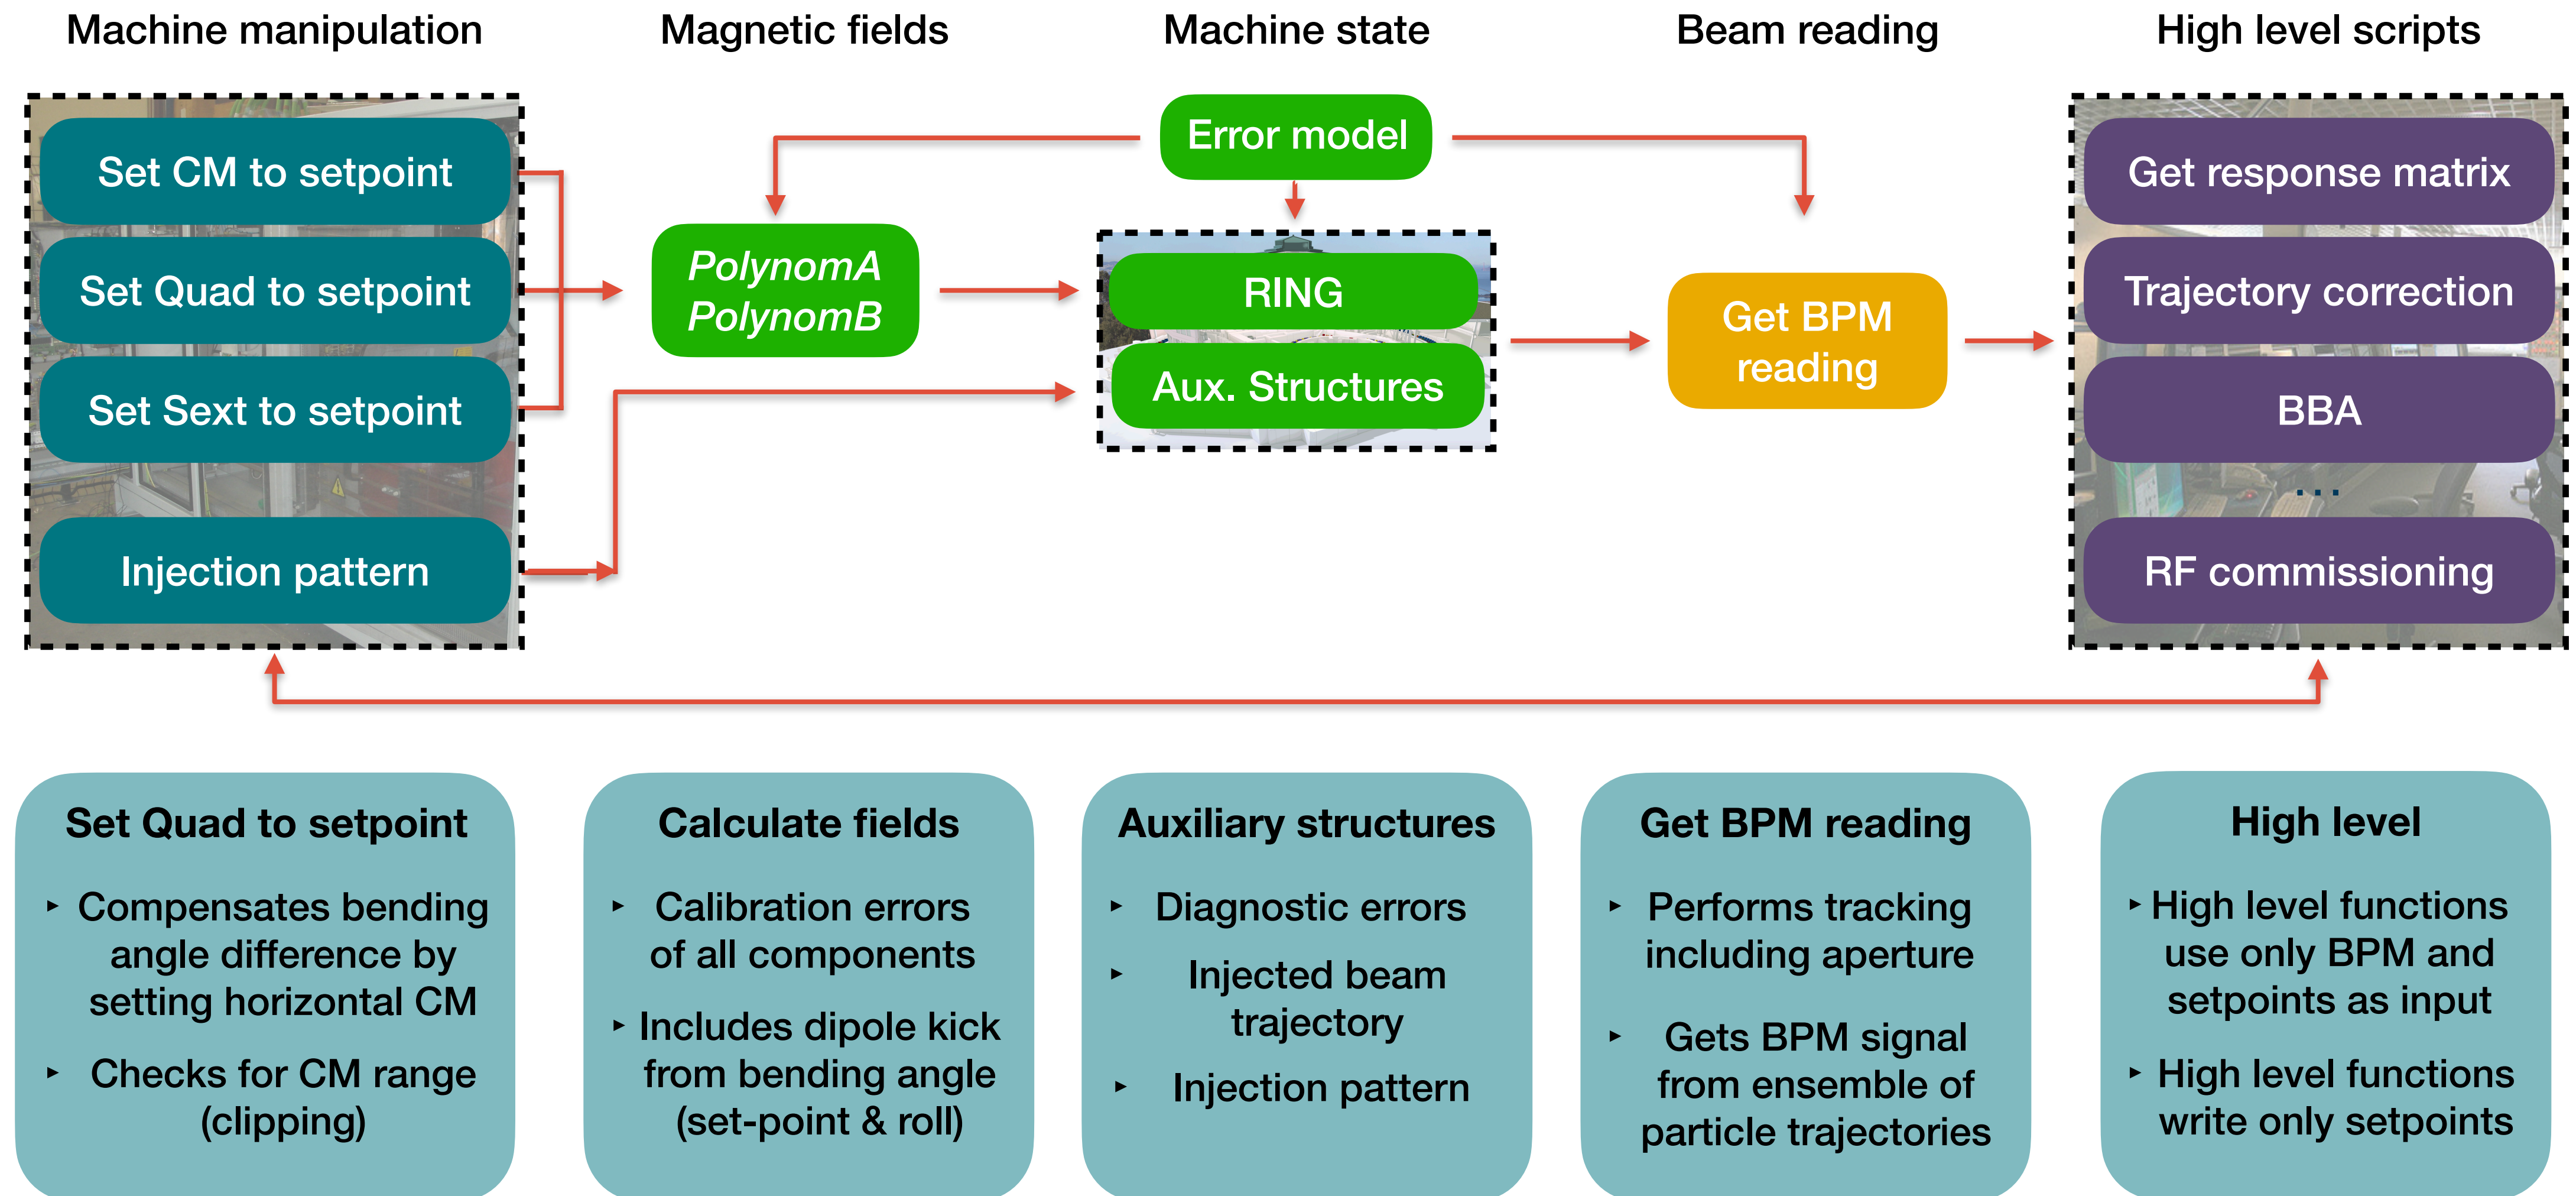 Machine manipulation
Magnetic fields
Machine state
Beam reading
High level scripts
Set CM to setpoint
Set Quad to setpoint
Set Sext to setpoint
Injection pattern
PolynomA
PolynomB
Error model
RING
Aux. Structures
Get BPM
reading
Get response matrix
Trajectory correction
BBA
...
RF commissioning
Set Quad to setpoint
‣ Compensates bending
angle difference by
setting horizontal CM
‣ Checks for CM range
(clipping)
Calculate fields
‣ Calibration errors
of all components
‣ Includes dipole kick
from bending angle
(set-point & roll)
Auxiliary structures
‣ Diagnostic errors
‣ Injected beam
trajectory
‣ Injection pattern
Get BPM reading
‣ Performs tracking
including aperture
‣ Gets BPM signal
from ensemble of
particle trajectories
High level
‣ High level functions
use only BPM and
setpoints as input
‣ High level functions
write only setpoints